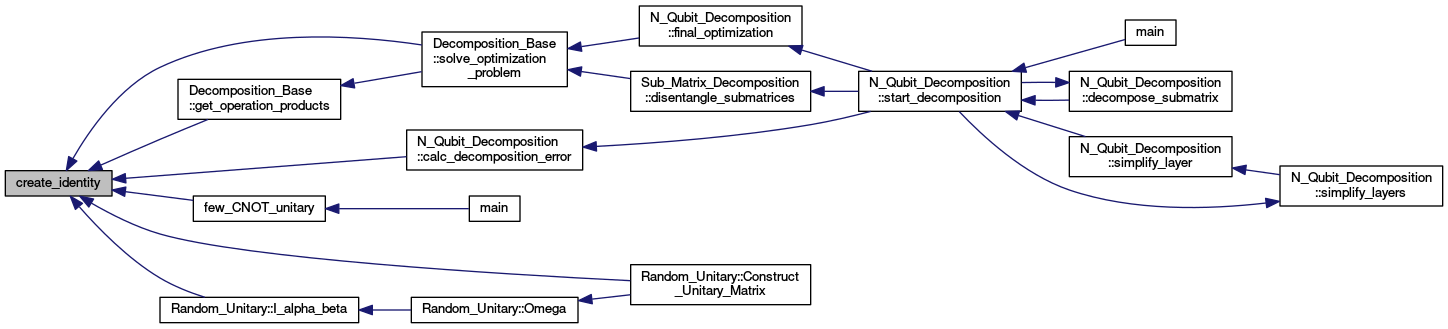 create_identity
Decomposition_Base
::solve_optimization
_problem
Decomposition_Base
::get_operation_products
N_Qubit_Decomposition
::calc_decomposition_error
few_CNOT_unitary
main
Random_Unitary::I_alpha_beta
Random_Unitary::Omega
Random_Unitary::Construct
_Unitary_Matrix
N_Qubit_Decomposition
::final_optimization
Sub_Matrix_Decomposition
::disentangle_submatrices
N_Qubit_Decomposition
::start_decomposition
main
N_Qubit_Decomposition
::decompose_submatrix
N_Qubit_Decomposition
::simplify_layer
N_Qubit_Decomposition
::simplify_layers